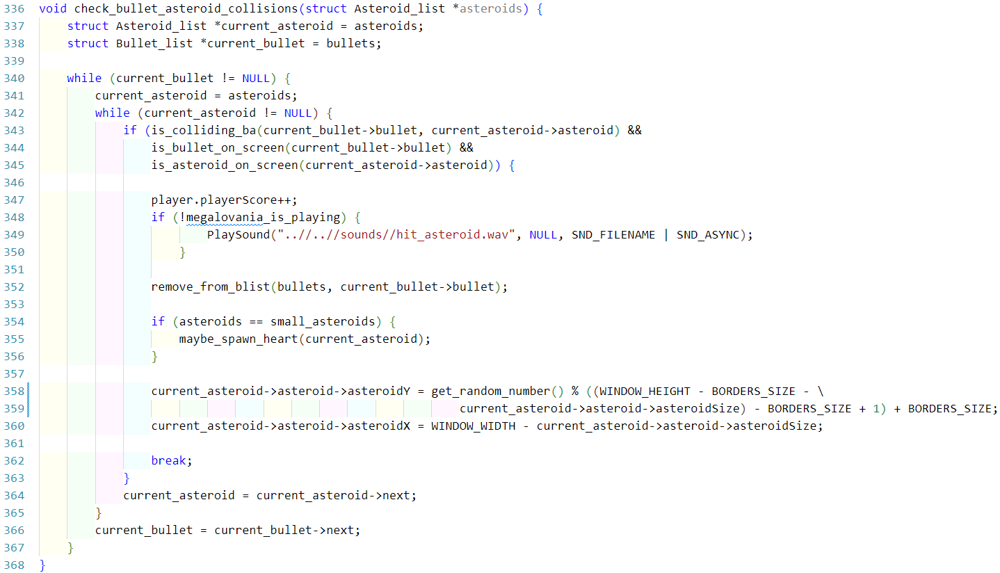 336 void check_bullet_asteroid_collisions(struct Asteroid_list *asteroids) {
337     struct Asteroid_list *current_asteroid = asteroids;
338     struct Bullet_list *current_bullet = bullets;
339
340     while (current_bullet != NULL) {
341         current_asteroid = asteroids;
342         while (current_asteroid != NULL) {
343             if (is_colliding_ba(current_bullet->bullet, current_asteroid->asteroid) &&
344                 is_bullet_on_screen(current_bullet->bullet) &&
345                 is_asteroid_on_screen(current_asteroid->asteroid)) {
346
347                 player.playerScore++;
348                 if (!megalovania_is_playing) {
349                         PlaySound("..//..//sounds//hit_asteroid.wav", NULL, SND_FILENAME | SND_ASYNC);
350                     }
351
352                 remove_from_blist(bullets, current_bullet->bullet);
353
354                 if (asteroids == small_asteroids) {
355                     maybe_spawn_heart(current_asteroid);
356                 }
357
358                 current_asteroid->asteroid->asteroidY = get_random_number() % ((WINDOW_HEIGHT - BORDERS_SIZE - \
359                                                             current_asteroid->asteroid->asteroidSize) - BORDERS_SIZE + 1) + BORDERS_SIZE;
360                 current_asteroid->asteroid->asteroidX = WINDOW_WIDTH - current_asteroid->asteroid->asteroidSize;
361
362                 break;
363             }
364             current_asteroid = current_asteroid->next;
365         }
366         current_bullet = current_bullet->next;
367     }
368 }